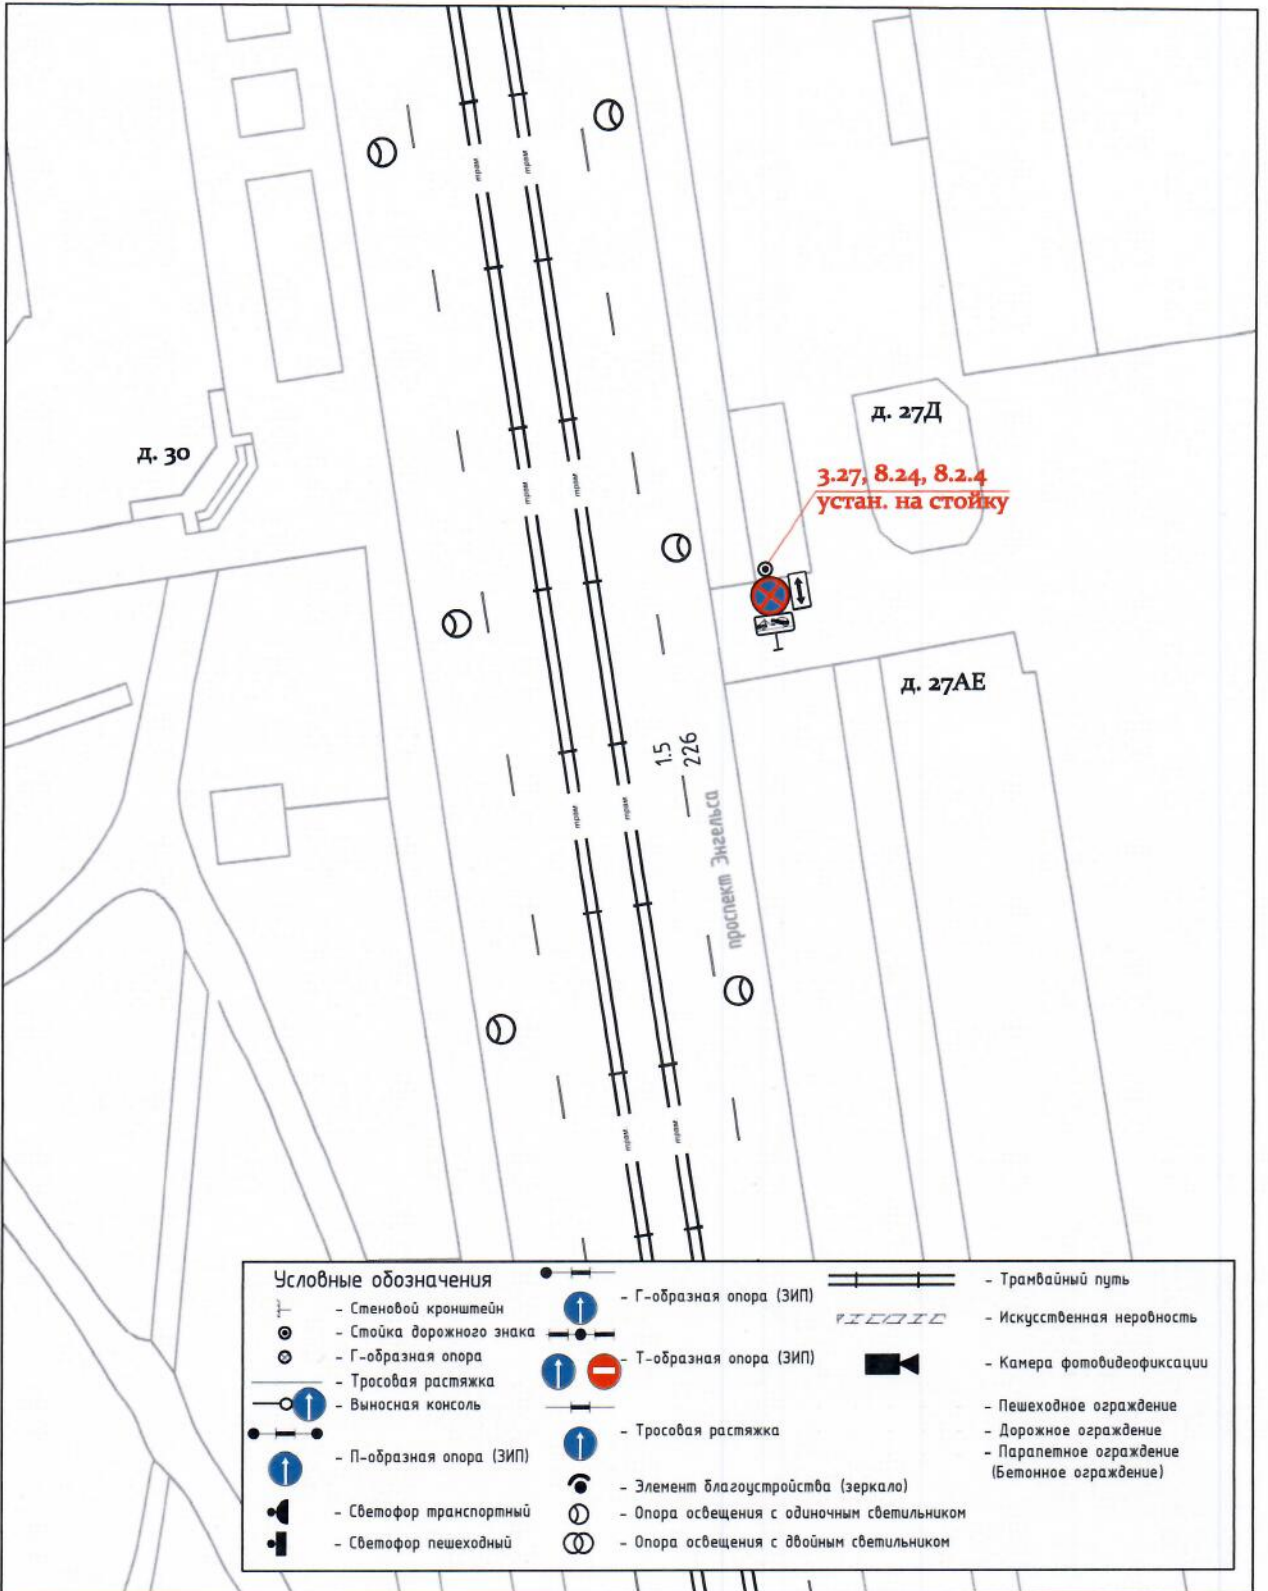 трам
трам
д. 27Д
д. 30
3.27, 8.24, 8.2.4
устан. на стойку
трам
трам
д. 27АЕ
1.5
226
проспект Энгельса
трам
трам
трам
трам
Условные обозначения
- Стеновой кронштейн
- Стойка дорожного знака
- Г-образная опора
- Тросовая растяжка
- Выносная консоль
- П-образная опора (ЗИП)
- Светофор транспортный
- Светофор пешеходный
- Г-образная опора (ЗИП)
- Т-образная опора (ЗИП)
- Тросовая растяжка
- Элемент благоустройства (зеркало)
- Опора освещения с одиночным светильником
- Опора освещения с двойным светильником
- Трамвайный путь
- Искусственная неровность
- Камера фотовидеофиксации
- Пешеходное ограждение
- Дорожное ограждение
- Парапетное ограждение
(Бетонное ограждение)